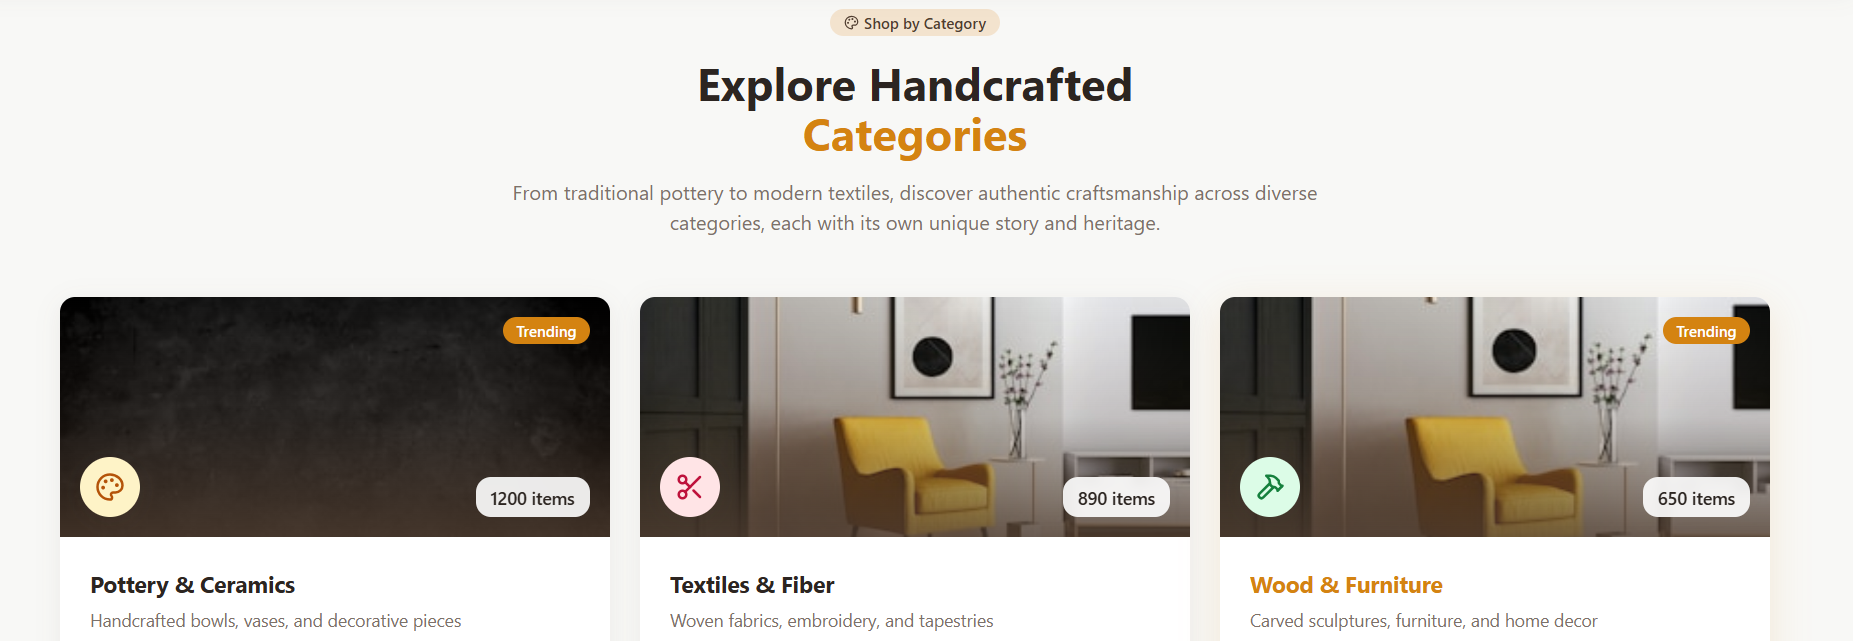 Shop by Category
Explore Handcrafted
Categories
From traditional pottery to modern textiles, discover authentic craftsmanship across diverse
categories, each with its own unique story and heritage.
Trending
1200 items
Pottery & Ceramics
Handcrafted bowls, vases, and decorative pieces
890 items
Textiles & Fiber
Woven fabrics, embroidery, and tapestries
Trending
650 items
Wood & Furniture
Carved sculptures, furniture, and home decor